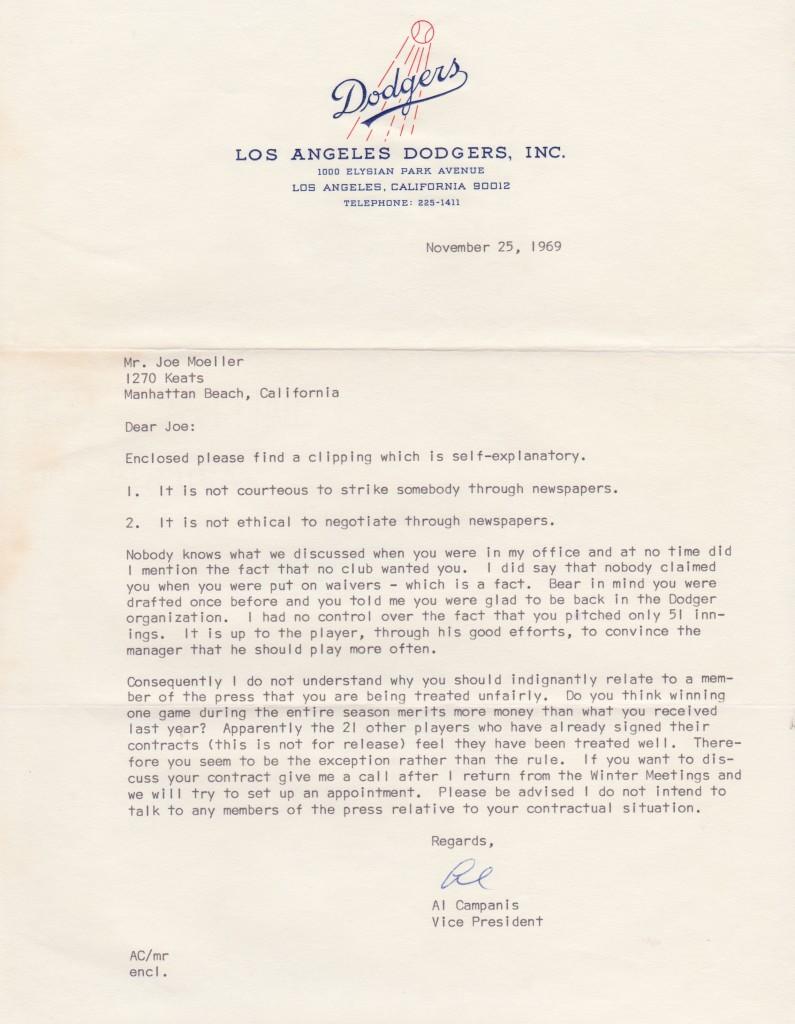 Dodgers
LOS ANGELES DODGERS, INC.
1000 ELYSIAN PARK AVENUE
LOS ANGELES, CALIFORNIA 90012
TELEPHONE: 225-1411
November 25, 1969
Mr. Joe Moeller
1270 Keats
Manhattan Beach, California
Dear Joe:
Enclosed please find a clipping which is self-explanatory.
1. It is not courteous to strike somebody through newspapers.
2. It is not ethical to negotiate through newspapers.
Nobody knows what we discussed when you were in my office and at no time did
I mention the fact that no club wanted you. I did say that nobody claimed
you when you were put on waivers - which is a fact. Bear in mind you were
drafted once before and you told me you were glad to be back in the Dodger
organization. I had no control over the fact that you pitched only 51 inn-
ings. It is up to the player, through his good efforts, to convince the
manager that he should play more often.
Consequently I do not understand why you should indignantly relate to a mem-
ber of the press that you are being treated unfairly. Do you think winning
one game during the entire season merits more money than what you received
last year? Apparently the 21 other players who have already signed their
contracts (this is not for release) feel they have been treated well. There-
fore you seem to be the exception rather than the rule. If you want to dis-
cuss your contract give me a call after I return from the Winter Meetings and
we will try to set up an appointment. Please be advised I do not intend to
talk to any members of the press relative to your contractual situation.
Regards,
Al
Al Campanis
Vice President
AC/mr
encl.